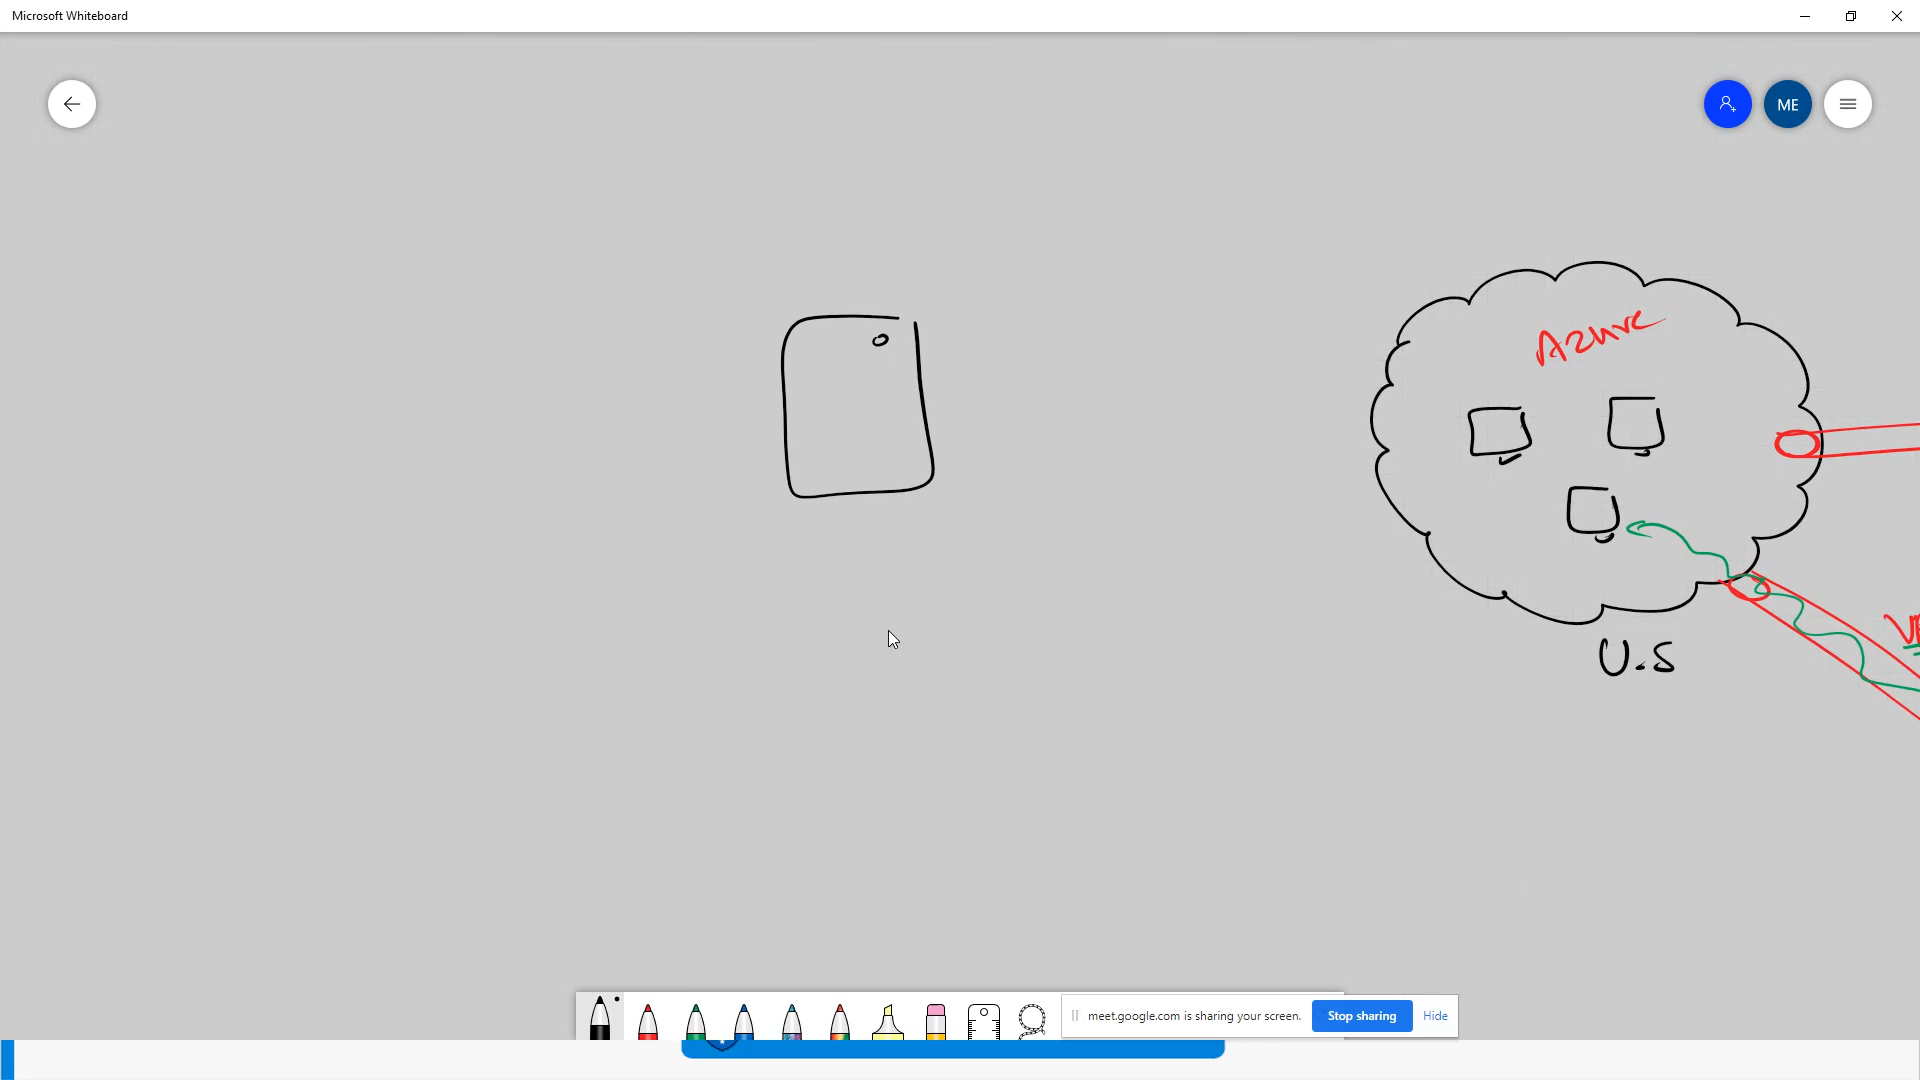 Microsoft Whiteboard
ME
Azure
U.S
meet.google.com is sharing your screen.
Stop sharing
Hide